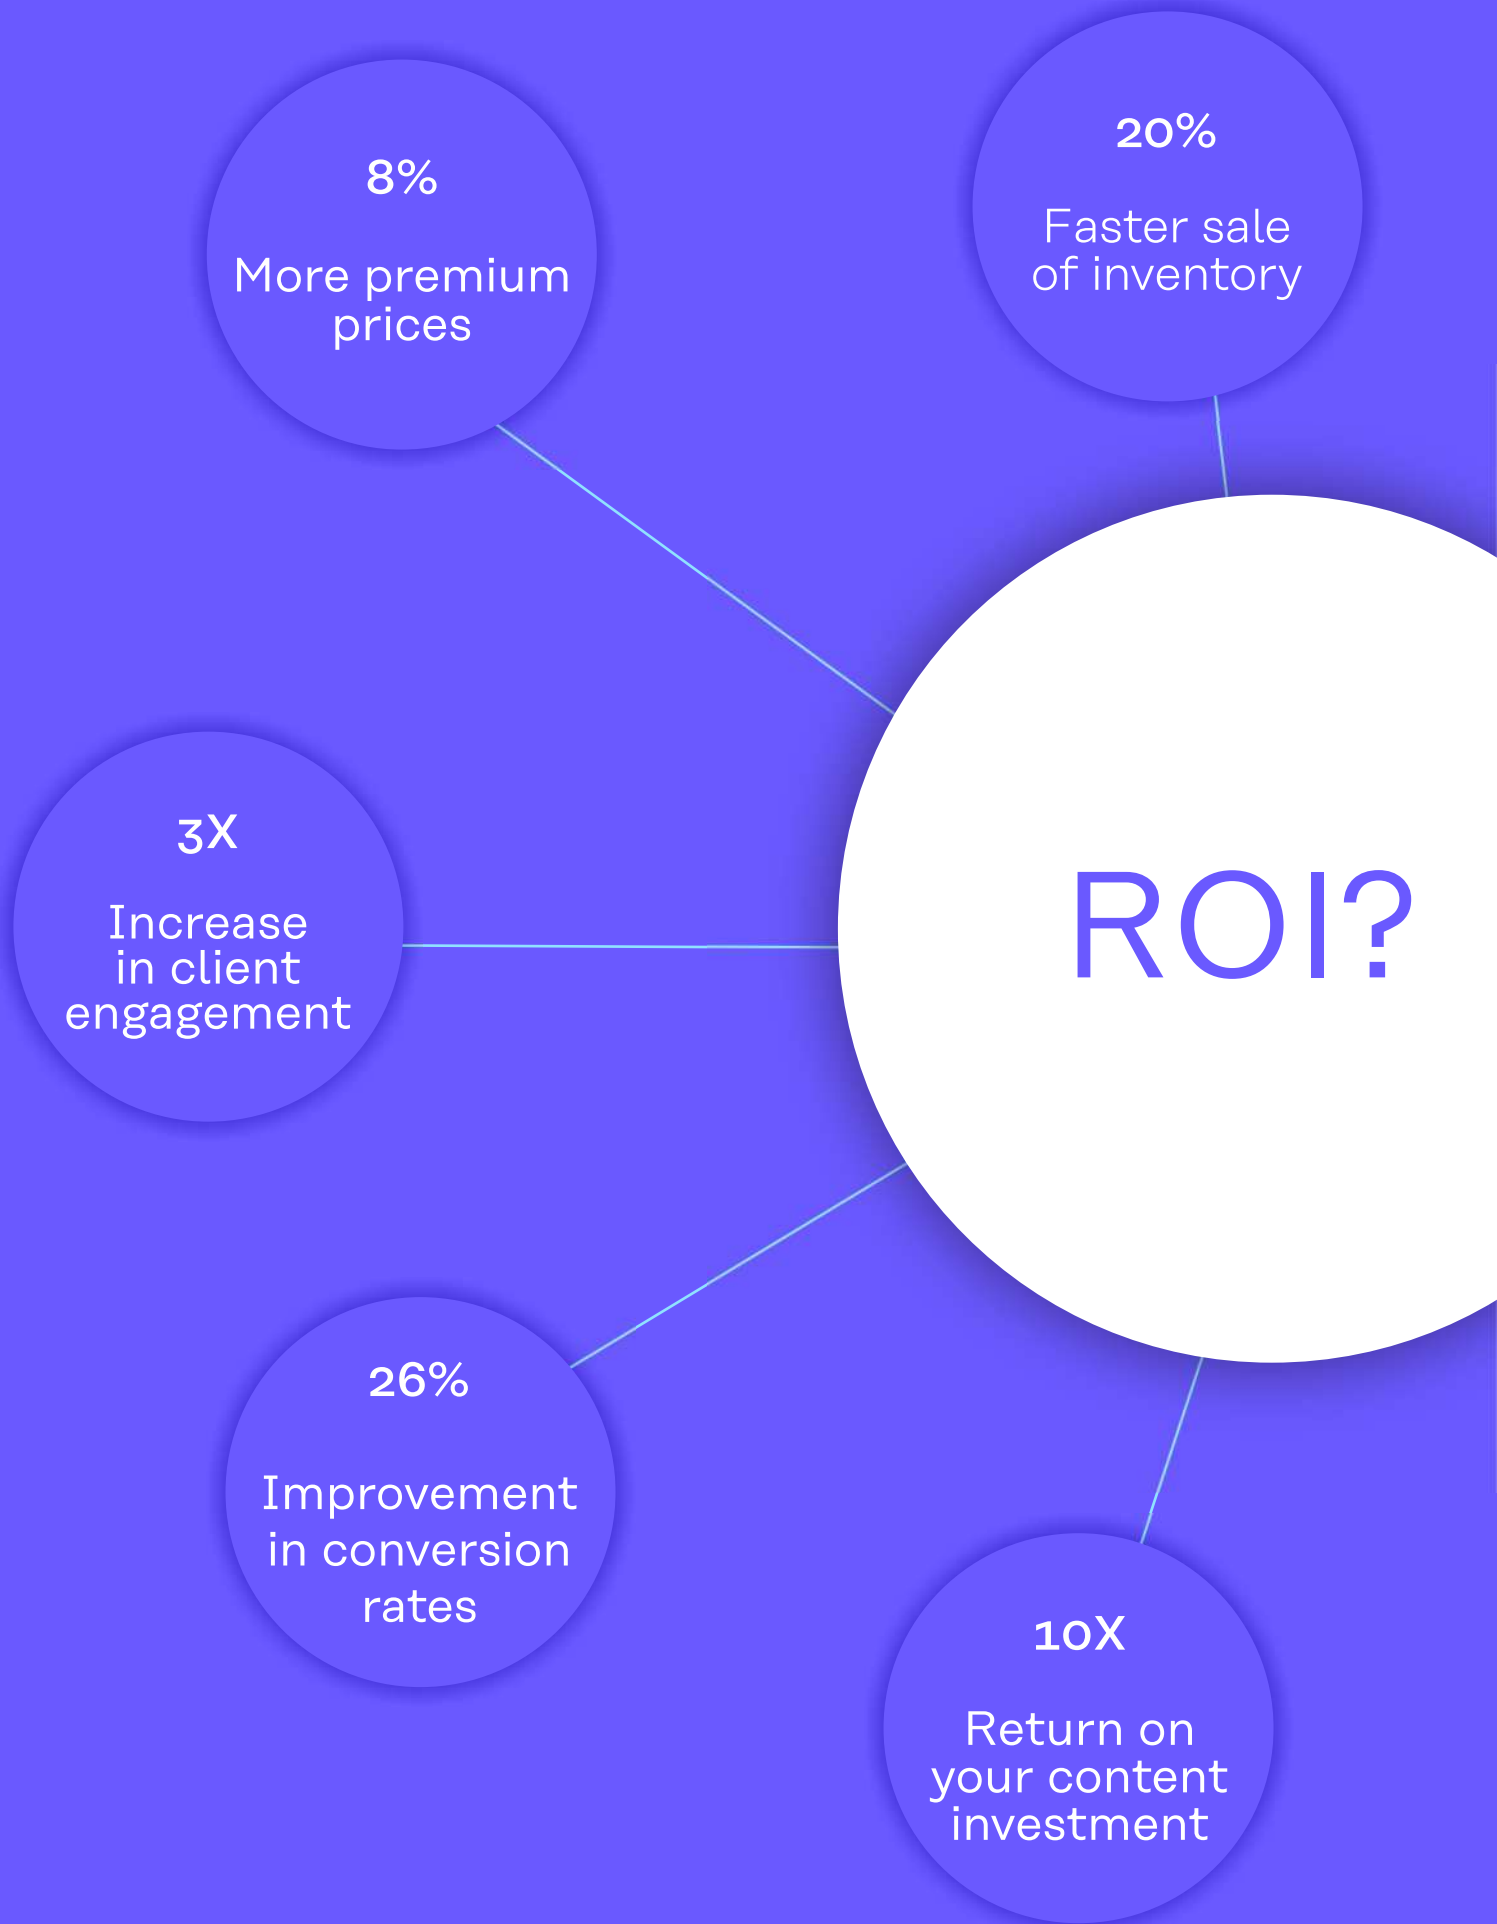 20%
Faster sale
of inventory
8%
More premium
prices
3X
Increase
in client
engagement
ROI?
26%
Improvement
in conversion
rates
10X
Return on
your content
investment